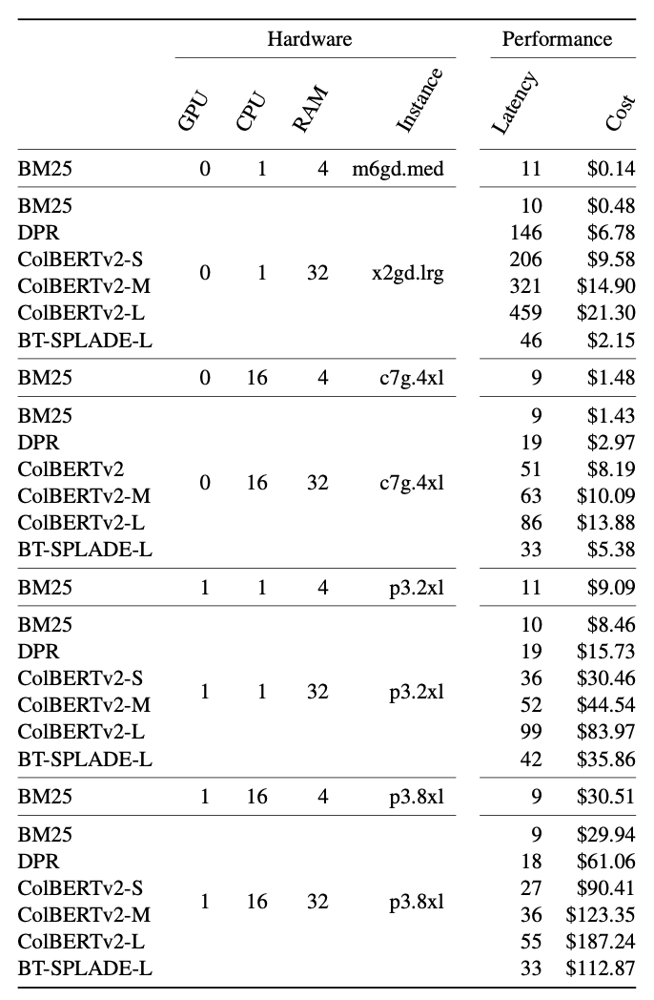 Hardware Performance
GPU CPU RAM Instance Latency Cost
BM25 0 1 4 m6gd.med 11 $0.14
BM25 10 $0.48
DPR 146 $6.78
ColBERTv2-S 206 $9.58
0 1 32 x2gd.lrg
ColBERTv2-M 321 $14.90
ColBERTv2-L 459 $21.30
BT-SPLADE-L 46 $2.15
BM25 0 16 4 c7g.4xl 9 $1.48
BM25 9 $1.43
DPR 19 $2.97
ColBERTv2 51 $8.19
0 16 32 c7g.4xl
ColBERTv2-M 63 $10.09
ColBERTv2-L 86 $13.88
BT-SPLADE-L 33 $5.38
BM25 1 1 4 p3.2xl 11 $9.09
BM25 10 $8.46
DPR 19 $15.73
ColBERTv2-S 36 $30.46
1 1 32 p3.2xl
ColBERTv2-M 52 $44.54
ColBERTv2-L 99 $83.97
BT-SPLADE-L 42 $35.86
BM25 1 16 4 p3.8xl 9 $30.51
BM25 9 $29.94
DPR 18 $61.06
ColBERTv2-S 27 $90.41
1 16 32 p3.8xl
ColBERTv2-M 36 $123.35
ColBERTv2-L 55 $187.24
BT-SPLADE-L 33 $112.87